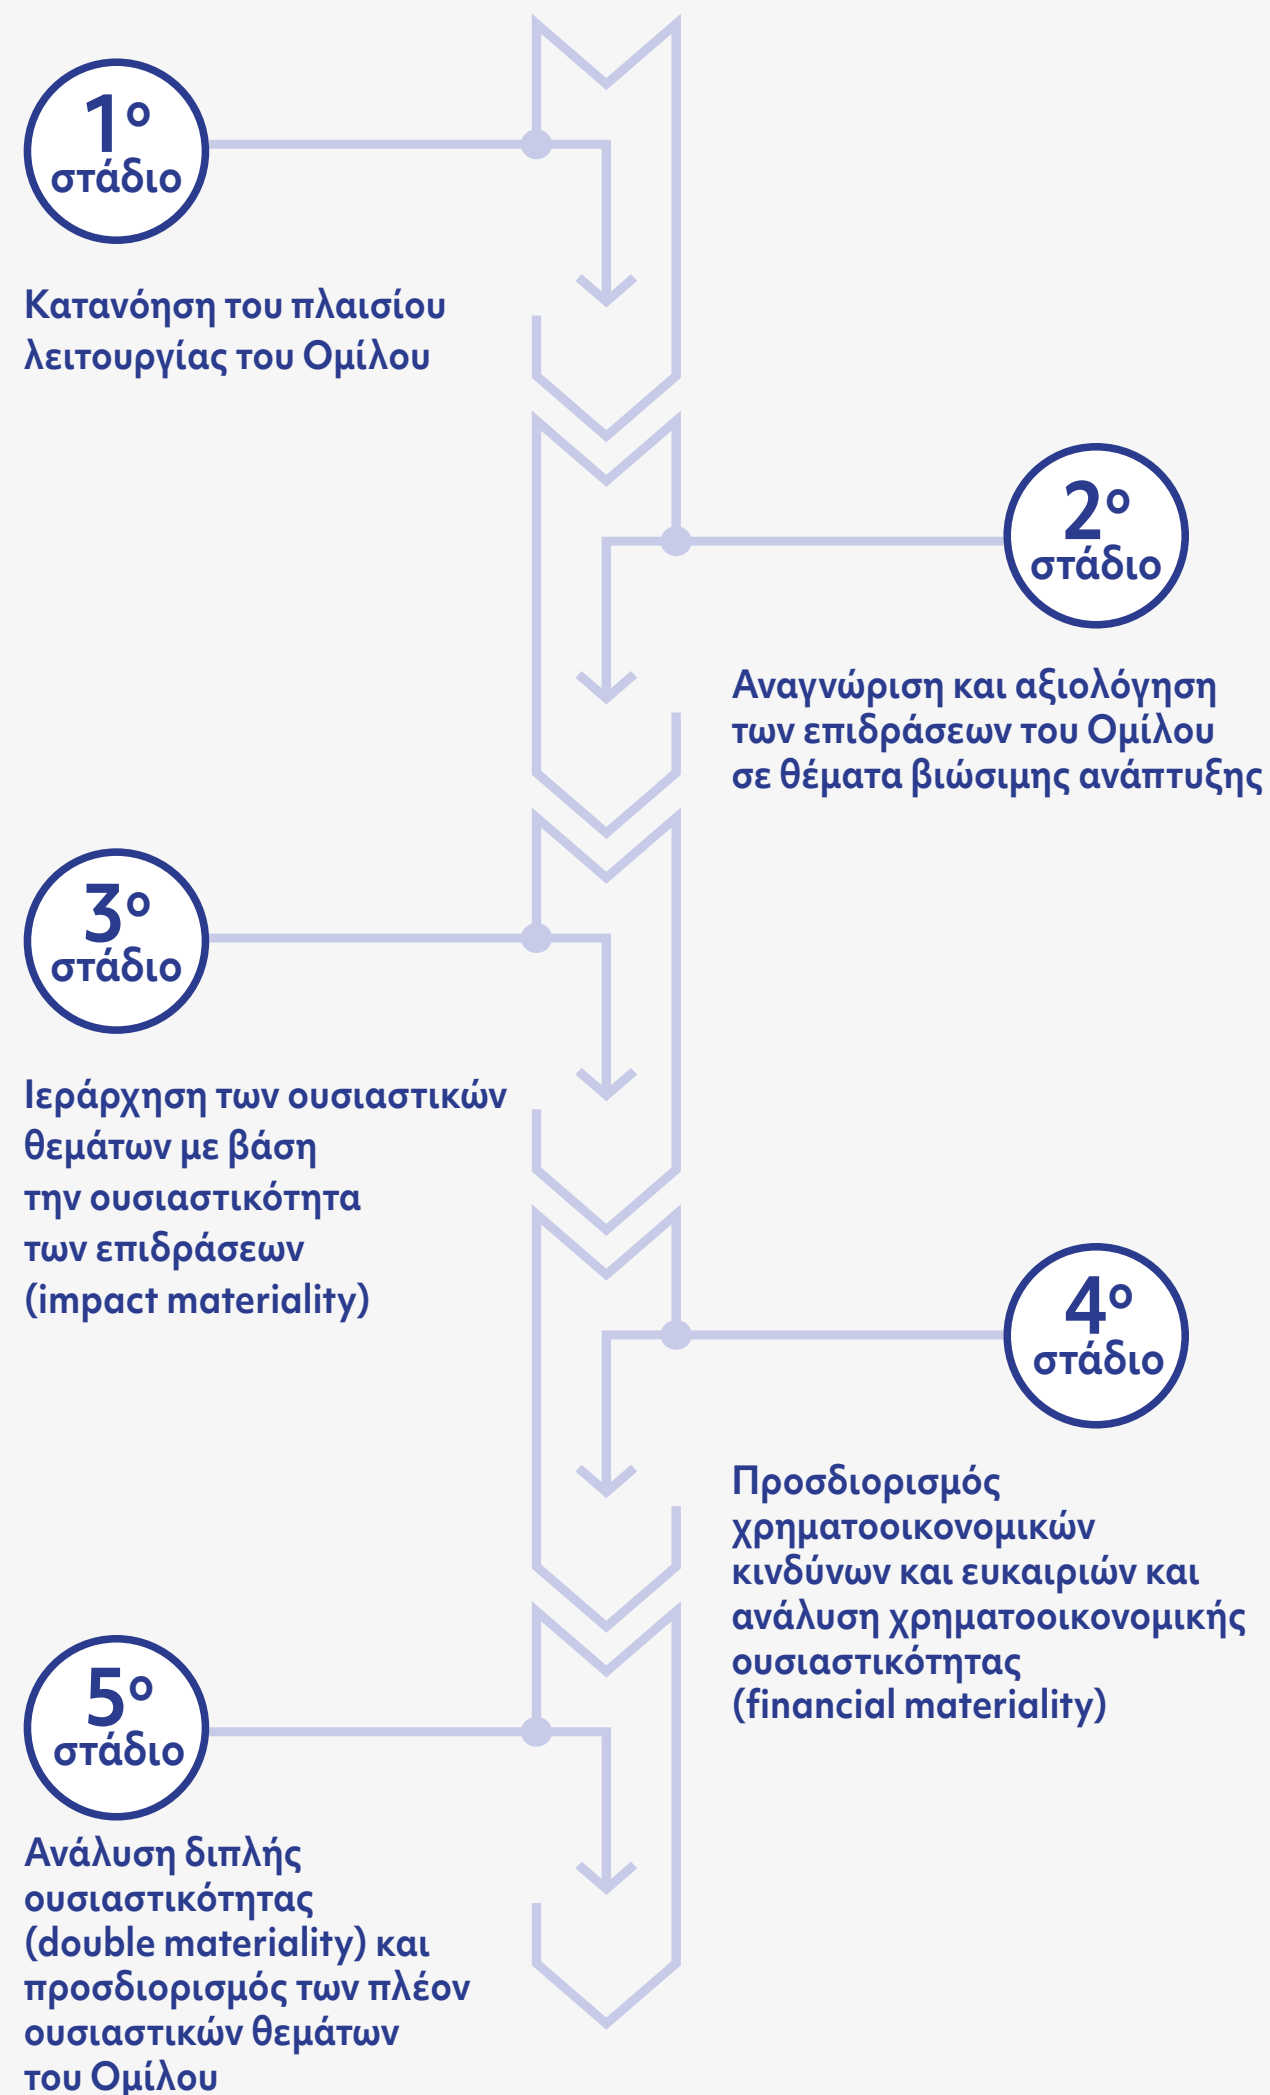 1ο
στάδιο
Κατανόηση του πλαισίου
λειτουργίας του Ομίλου
2ο
στάδιο
Αναγνώριση και αξιολόγηση
των επιδράσεων του Ομίλου
σε θέματα βιώσιμης ανάπτυξης
3ο
στάδιο
Ιεράρχηση των ουσιαστικών
θεμάτων με βάση
την ουσιαστικότητα
των επιδράσεων
(impact materiality)
4ο
στάδιο
Προσδιορισμός
χρηματοοικονομικών
κινδύνων και ευκαιριών και
ανάλυση χρηματοοικονομικής
ουσιαστικότητας
(financial materiality)
5ο
στάδιο
Ανάλυση διπλής
ουσιαστικότητας
(double materiality) και
προσδιορισμός των πλέον
ουσιαστικών θεμάτων
του Ομίλου